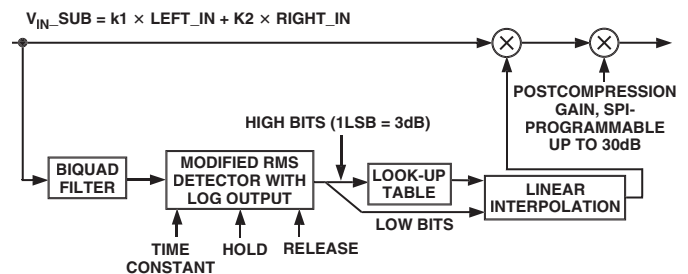 VIN_SUB = k1 × LEFT_IN + K2 × RIGHT_IN
POSTCOMPRESSION
GAIN, SPI-
PROGRAMMABLE
UP TO 30dB
HIGH BITS (1LSB = 3dB)
BIQUAD
FILTER
MODIFIED RMS
DETECTOR WITH
LOG OUTPUT
LOOK-UP
TABLE
LINEAR
INTERPOLATION
LOW BITS
TIME
CONSTANT
HOLD
RELEASE